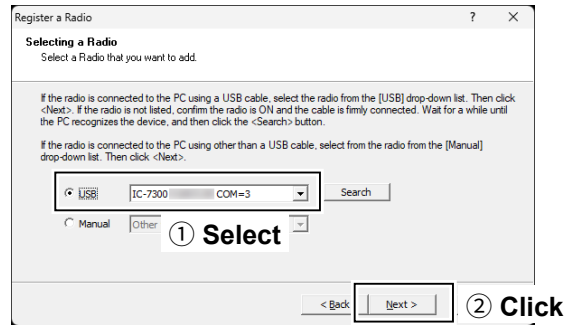 Register a Radio ? ×
Selecting a Radio
Select a Radio that you want to add.
If the radio is connected to the PC using a USB cable, select the radio from the [USB] drop-down list. Then click
<Next>. If the radio is not listed, confirm the radio is ON and the cable is firmly connected. Wait for a while until
the PC recognizes the device, and then click the <Search> button.
If the radio is connected to the PC using other than a USB cable, select from the radio from the [Manual]
drop-down list. Then click <Next>.
USB IC-7300 COM=3 Search
Manual Other
① Select
< Back Next > ② Click